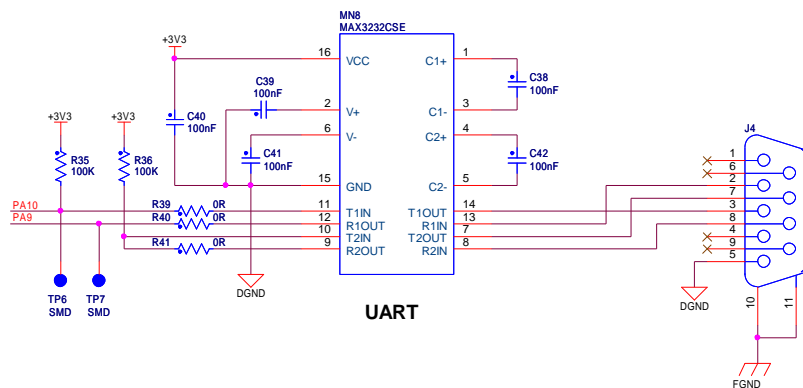 MN8
MAX3232CSE
+3V3
16
VCC
C1+
1
C39
100nF
C38
100nF
2
V+
C1-
3
+3V3
+3V3
C40
100nF
6
V-
C2+
4
R35
100K
R36
100K
C41
100nF
C42
100nF
15
GND
C2-
5
PA10
R39
0R
11
T1IN
T1OUT
14
PA9
R40
0R
12
R1OUT
R1IN
13
10
T2IN
T2OUT
7
R41
0R
9
R2OUT
R2IN
8
TP6
SMD
TP7
SMD
DGND
UART
J4
1
6
2
7
3
8
4
9
5
DGND
10
11
FGND